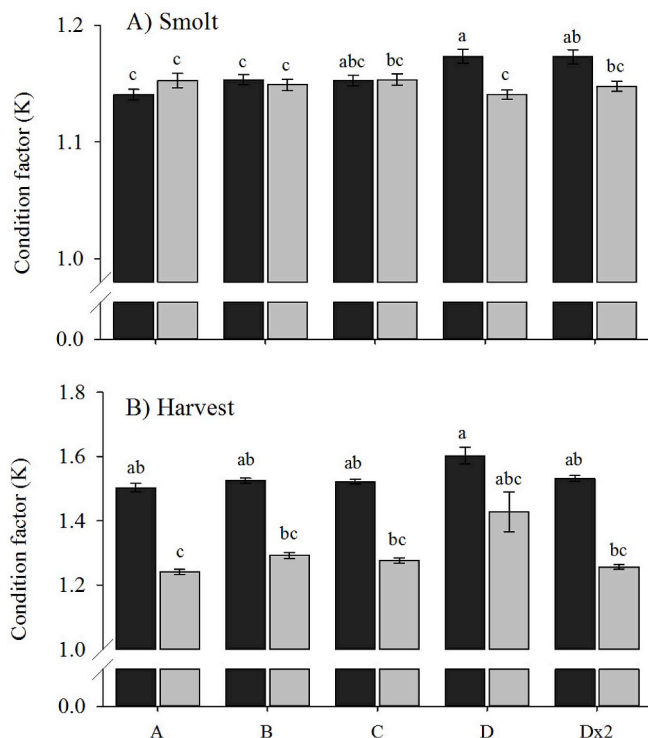 A) Smolt
Condition factor (K)
1.2
1.1
1.0
0.0
c c c c abc bc a c ab bc
B) Harvest
Condition factor (K)
1.8
1.6
1.4
1.2
1.0
0.0
ab c ab bc ab bc a abc ab bc
A B C D Dx2